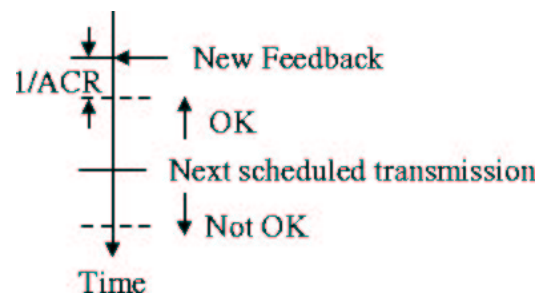 New Feedback
1/ACR
OK
Next scheduled transmission
Not OK
Time